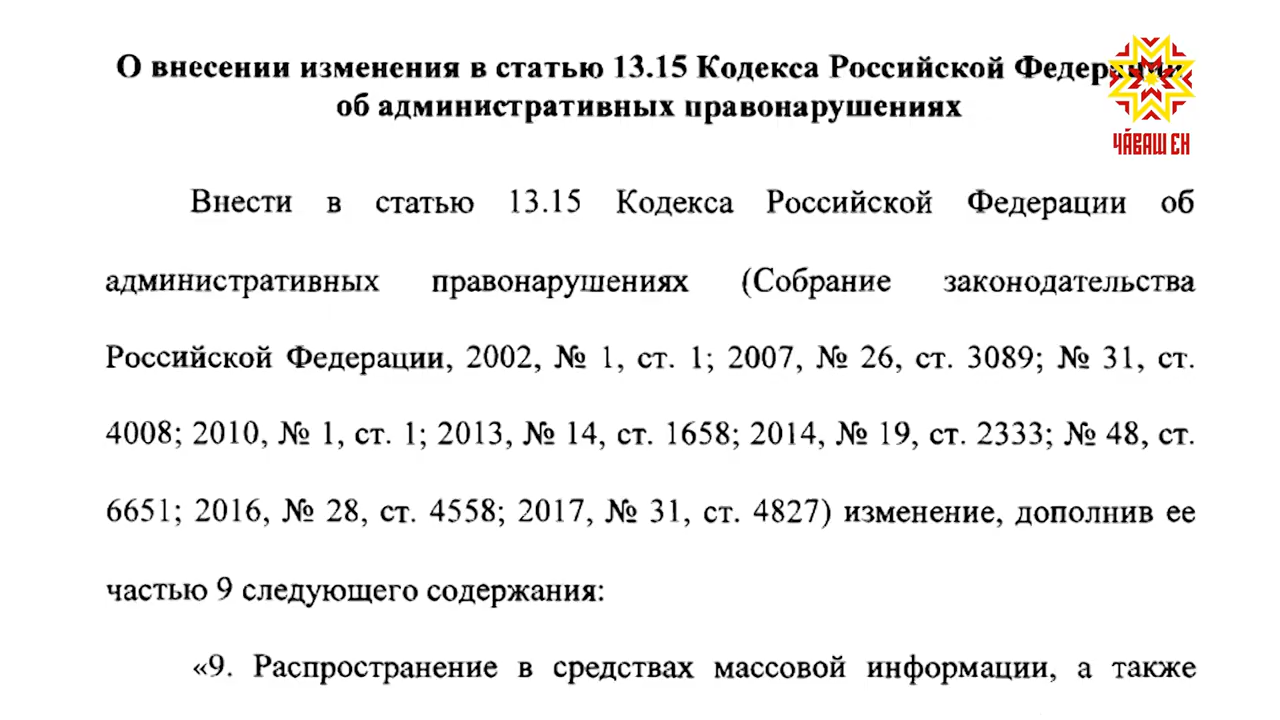 О внесении изменения в статью 13.15 Кодекса Российской Федерации
об административных правонарушениях
ЧӐВАШ ЕН
Внести в статью 13.15 Кодекса Российской Федерации об
административных правонарушениях (Собрание законодательства
Российской Федерации, 2002, № 1, ст. 1; 2007, № 26, ст. 3089; № 31, ст.
4008; 2010, № 1, ст. 1; 2013, № 14, ст. 1658; 2014, № 19, ст. 2333; № 48, ст.
6651; 2016, № 28, ст. 4558; 2017, № 31, ст. 4827) изменение, дополнив ее
частью 9 следующего содержания:
«9. Распространение в средствах массовой информации, а также